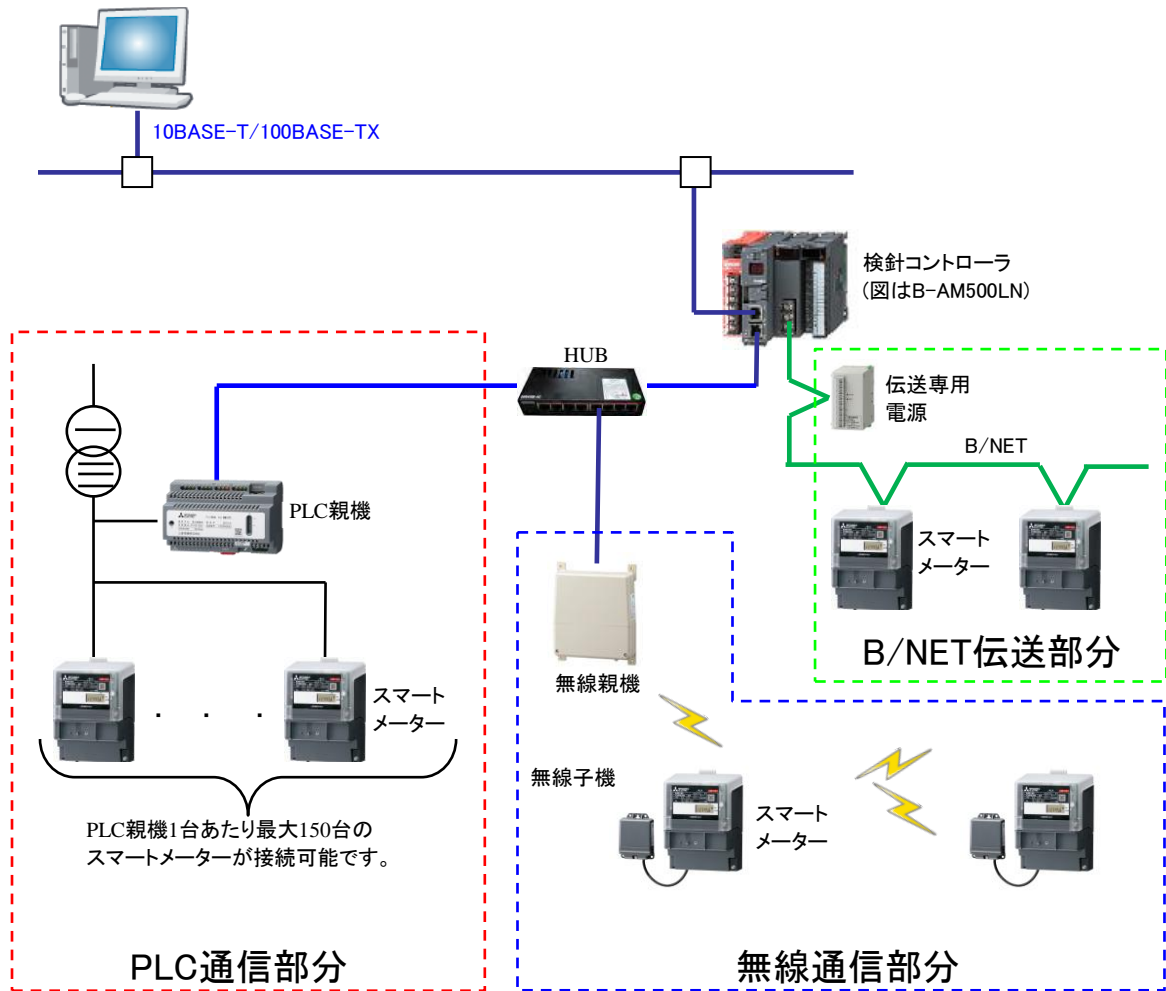 10BASE-T/100BASE-TX
検針コントローラ
(図はB-AM500LN)
HUB
伝送専用
電源
B/NET
PLC親機
スマート
メーター
B/NET伝送部分
無線親機
スマート
メーター
無線子機
スマート
メーター
PLC親機1台あたり最大150台の
スマートメーターが接続可能です。
PLC通信部分
無線通信部分